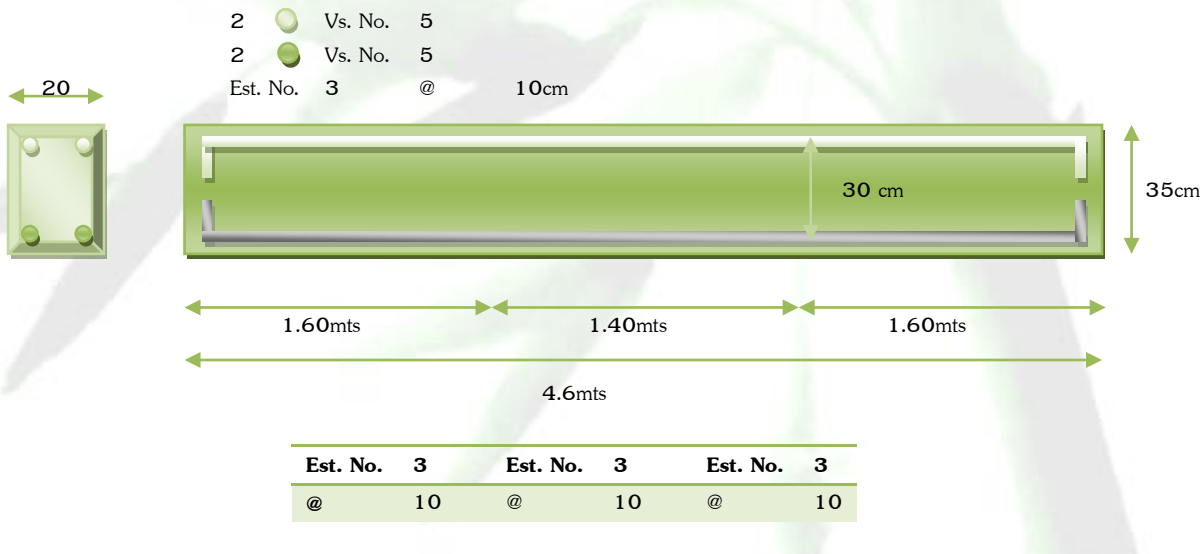 2 Vs. No. 5
2 Vs. No. 5
Est. No. 3 @ 10cm
20
30 cm
35cm
1.60mts 1.40mts 1.60mts
4.6mts
Est. No. 3 Est. No. 3 Est. No. 3
@ 10 @ 10 @ 10